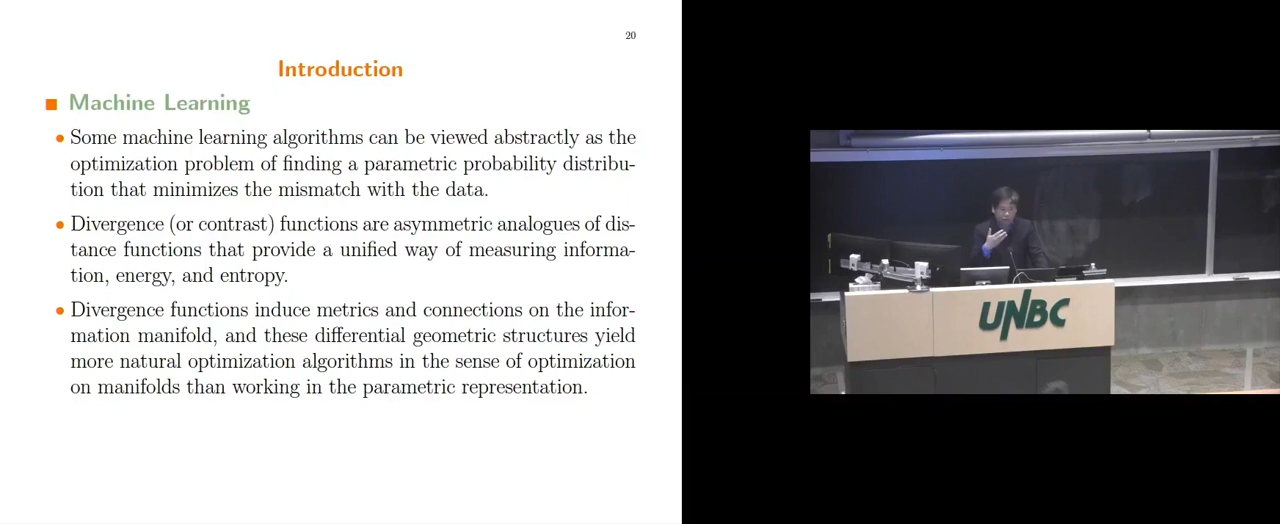 20
Introduction
Machine Learning
• Some machine learning algorithms can be viewed abstractly as the
optimization problem of finding a parametric probability distribu-
tion that minimizes the mismatch with the data.
• Divergence (or contrast) functions are asymmetric analogues of dis-
tance functions that provide a unified way of measuring informa-
tion, energy, and entropy.
• Divergence functions induce metrics and connections on the infor-
mation manifold, and these differential geometric structures yield
more natural optimization algorithms in the sense of optimization
on manifolds than working in the parametric representation.
UNBC